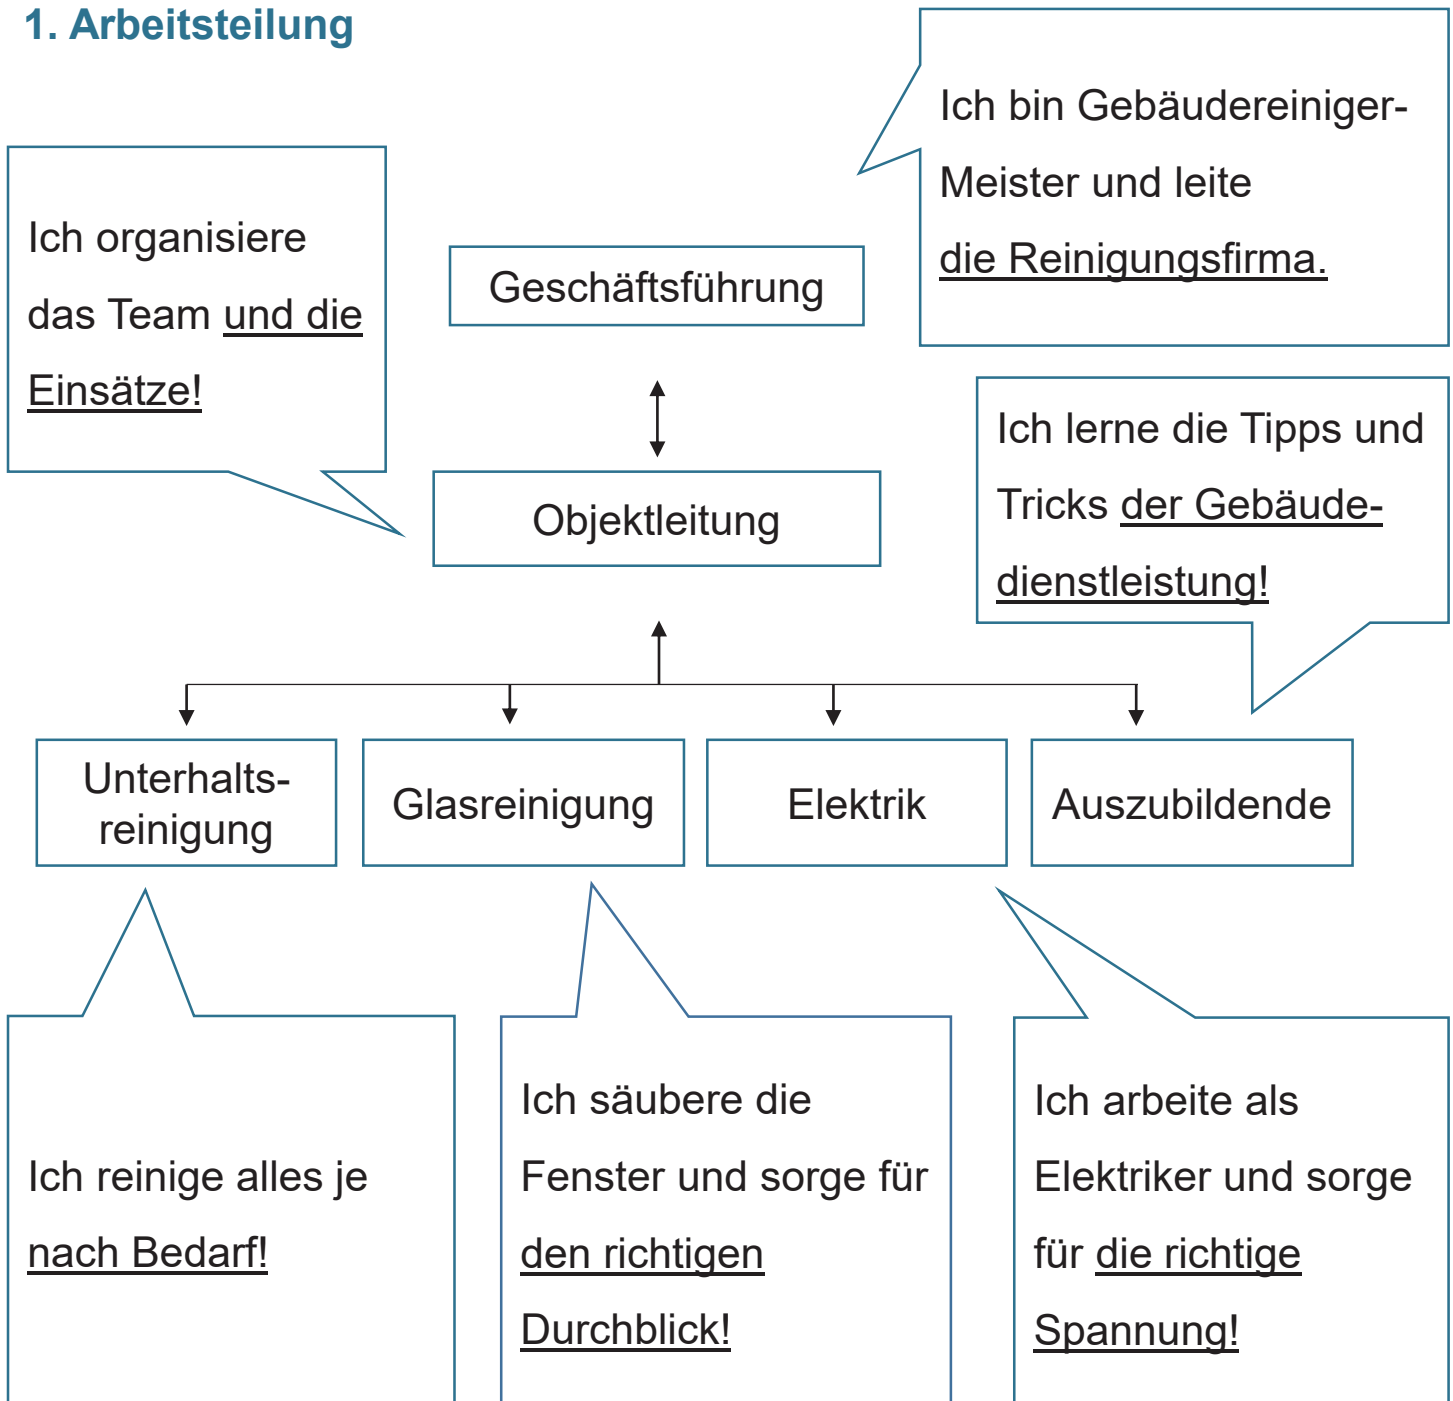 1. Arbeitsteilung
Ich bin Gebäudereiniger-
Meister und leite
die Reinigungsfirma.
Ich organisiere
das Team und die
Einsätze!
Geschäftsführung
Ich lerne die Tipps und
Tricks der Gebäude-
dienstleistung!
Objektleitung
Unterhalts-
reinigung
Glasreinigung
Elektrik
Auszubildende
Ich reinige alles je
nach Bedarf!
Ich säubere die
Fenster und sorge für
den richtigen
Durchblick!
Ich arbeite als
Elektriker und sorge
für die richtige
Spannung!